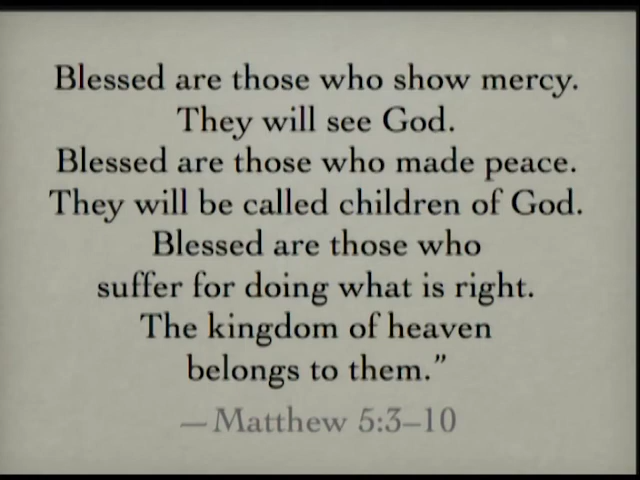 Blessed are those who show mercy.
They will see God.
Blessed are those who made peace.
They will be called children of God.
Blessed are those who
suffer for doing what is right.
The kingdom of heaven
belongs to them.”
—Matthew 5:3–10